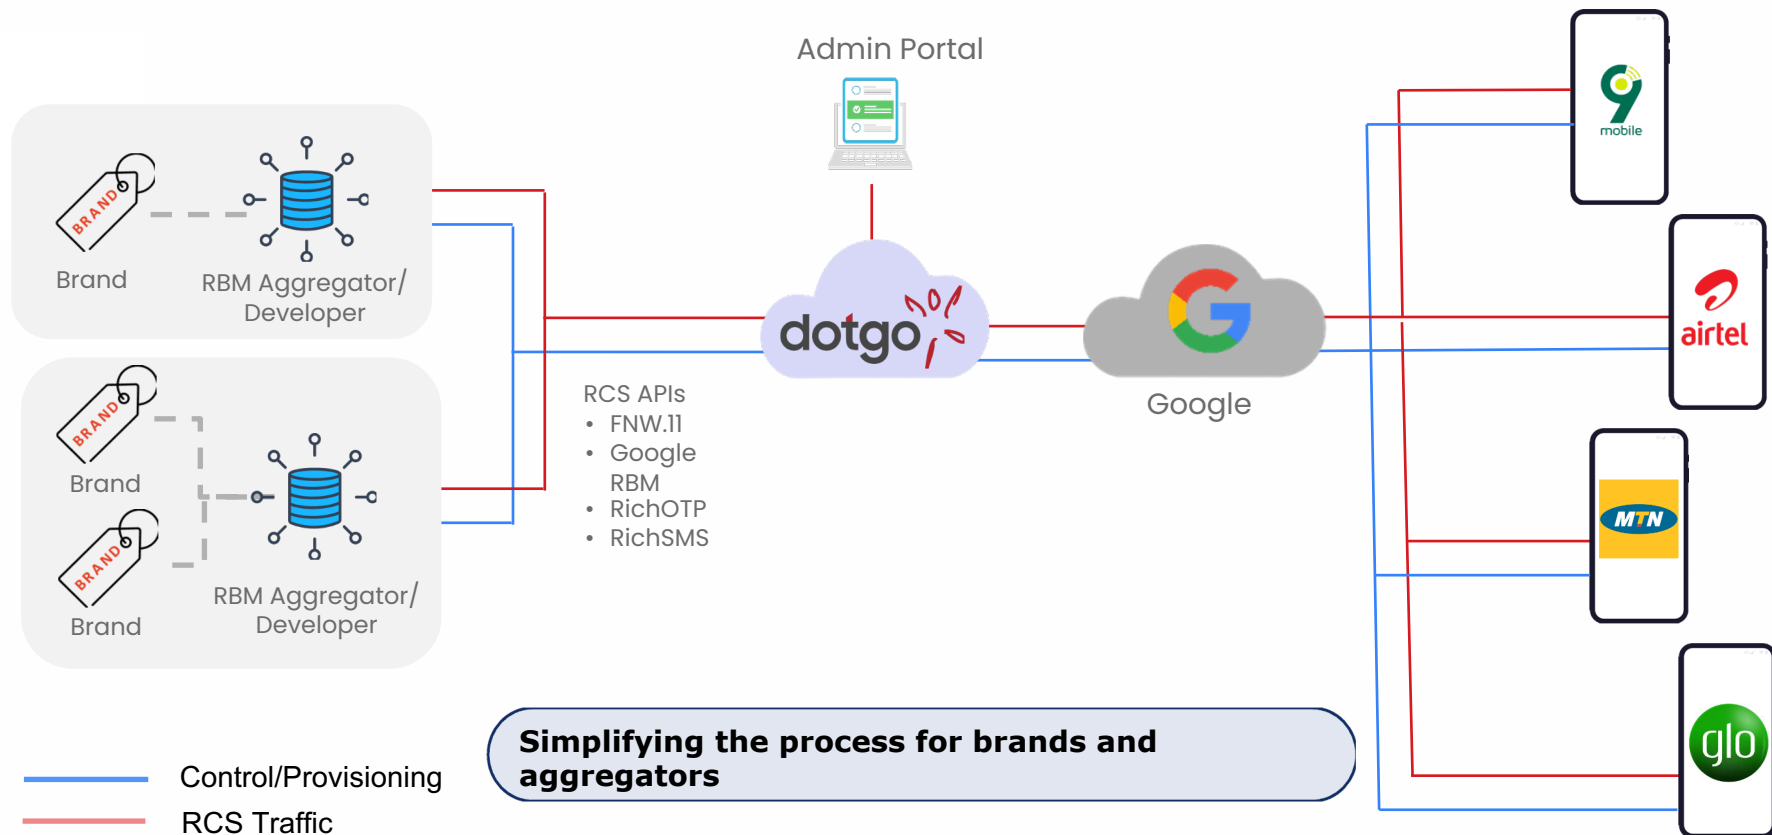 Admin Portal
BRAND
Brand
RBM Aggregator/
Developer
BRAND
Brand
BRAND
Brand
RBM Aggregator/
Developer
dotgo
RCS APIs
• FNW.11
• Google
RBM
• RichOTP
• RichSMS
G
Google
9
mobile
airtel
MTN
glo
Simplifying the process for brands and
aggregators
Control/Provisioning
RCS Traffic